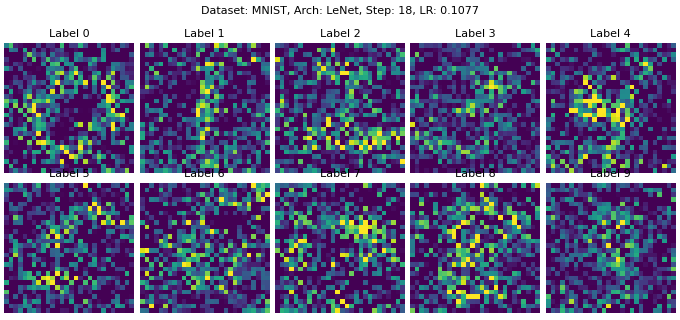 Dataset: MNIST, Arch: LeNet, Step: 18, LR: 0.1077
Label 0 Label 1 Label 2 Label 3 Label 4
Label 5 Label 6 Label 7 Label 8 Label 9